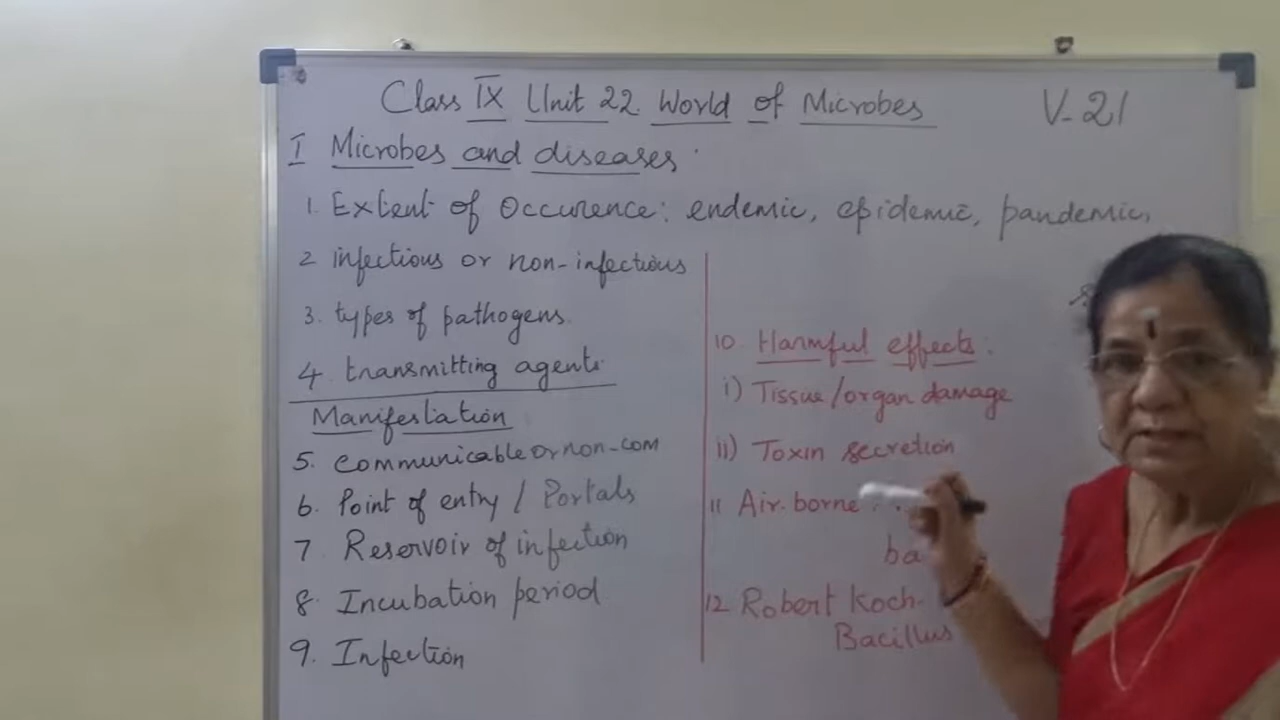 Class IX Unit 22. World of Microbes
V-21
I Microbes and diseases
1. Extent of Occurence: endemic, epidemic, pandemic,
2 infectious or non-infectious
3. types of pathogens.
4. transmitting agents.
Manifestation
5. Communicable or non-com
6. Point of entry / Portals
7 Reservoir of infection
8. Incubation period
9. Infection
10. Harmful effects:
i) Tissue/organ damage
ii) Toxin secretion
11 Air.borne
ba
12 Robert Koch.
Bacillus